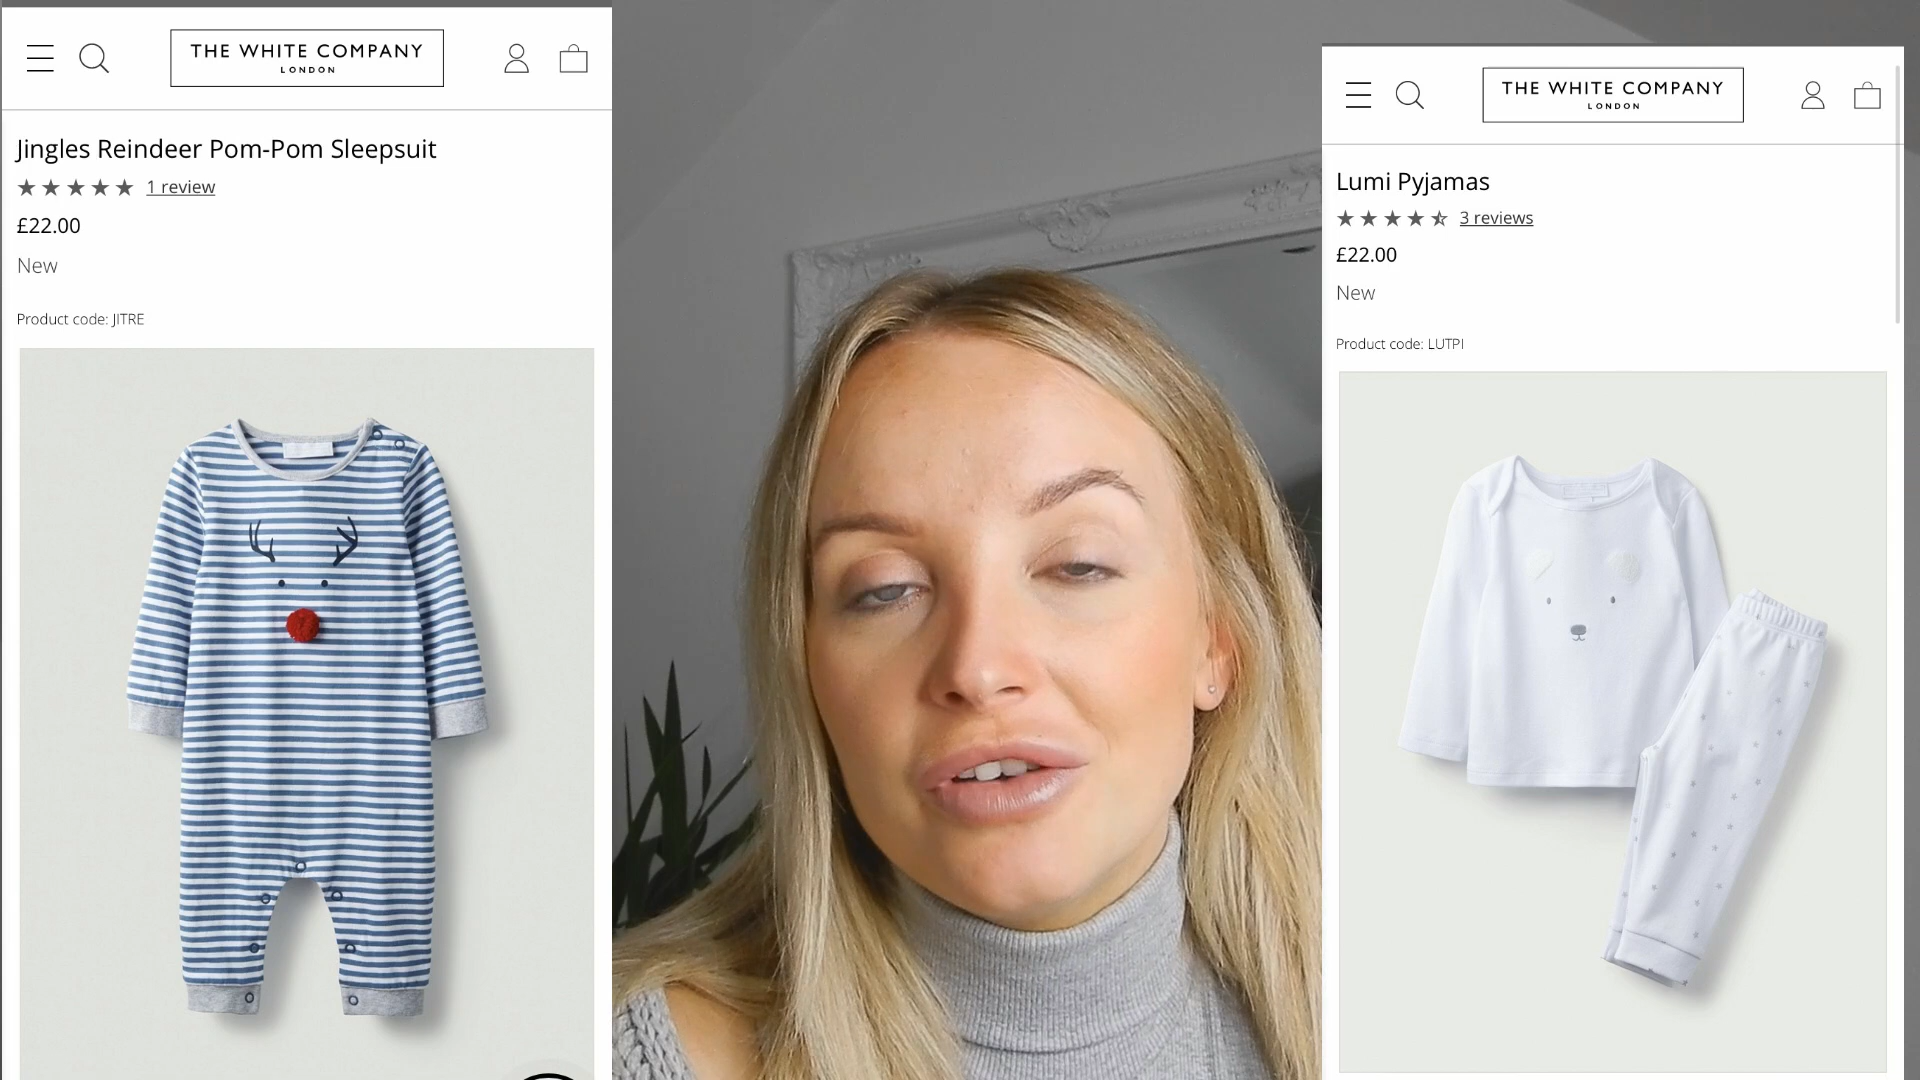 THE WHITE COMPANY
LONDON
Jingles Reindeer Pom-Pom Sleepsuit
1 review
£22.00
New
Product code: JITRE
THE WHITE COMPANY
LONDON
Lumi Pyjamas
3 reviews
£22.00
New
Product code: LUTPI